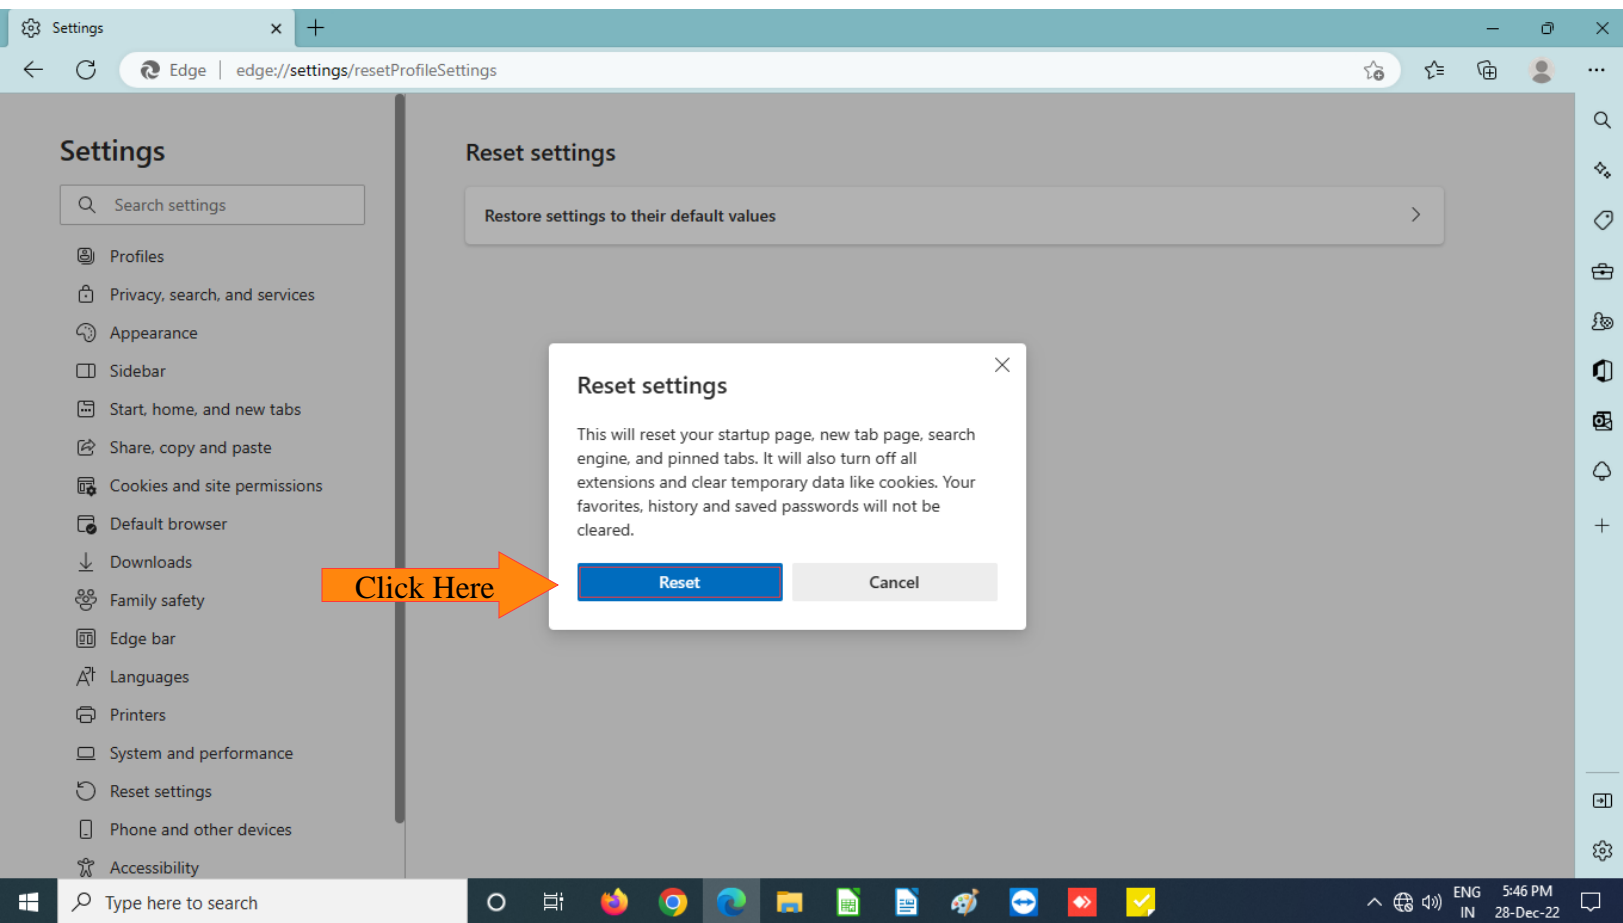 Settings
Edge
edge://settings/resetProfileSettings
Settings
Search settings
Profiles
Privacy, search, and services
Appearance
Sidebar
Start, home, and new tabs
Share, copy and paste
Cookies and site permissions
Default browser
Downloads
Family safety
Edge bar
Languages
Printers
System and performance
Reset settings
Phone and other devices
Accessibility
Reset settings
Restore settings to their default values
Reset settings
This will reset your startup page, new tab page, search
engine, and pinned tabs. It will also turn off all
extensions and clear temporary data like cookies. Your
favorites, history and saved passwords will not be
cleared.
Click Here
Reset
Cancel
Type here to search
ENG
IN
5:46 PM
28-Dec-22